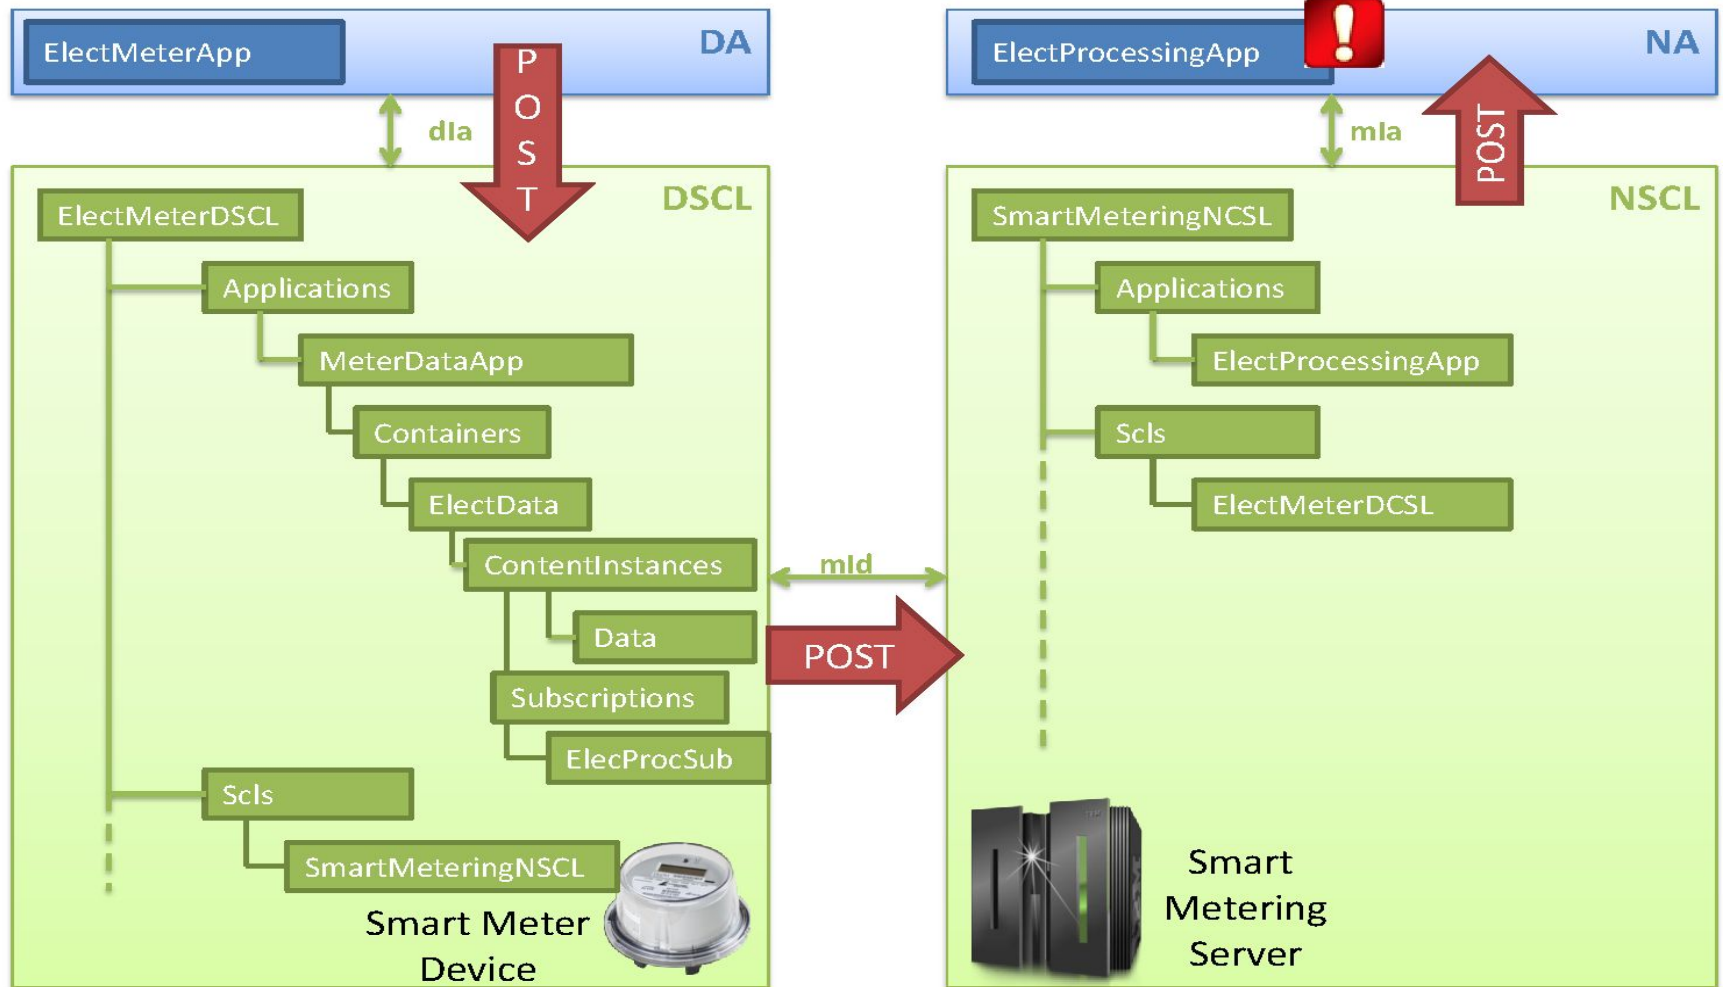 ElectMeterApp
DA
POST
dIa
DSCL
ElectMeterDSCL
Applications
MeterDataApp
Containers
ElectData
ContentInstances
Data
Subscriptions
ElecProcSub
Scls
SmartMeteringNSCL
Smart Meter
Device
mId
POST
ElectProcessingApp
!
NA
mIa
POST
NSCL
SmartMeteringNCSL
Applications
ElectProcessingApp
Scls
ElectMeterDCSL
Smart
Metering
Server